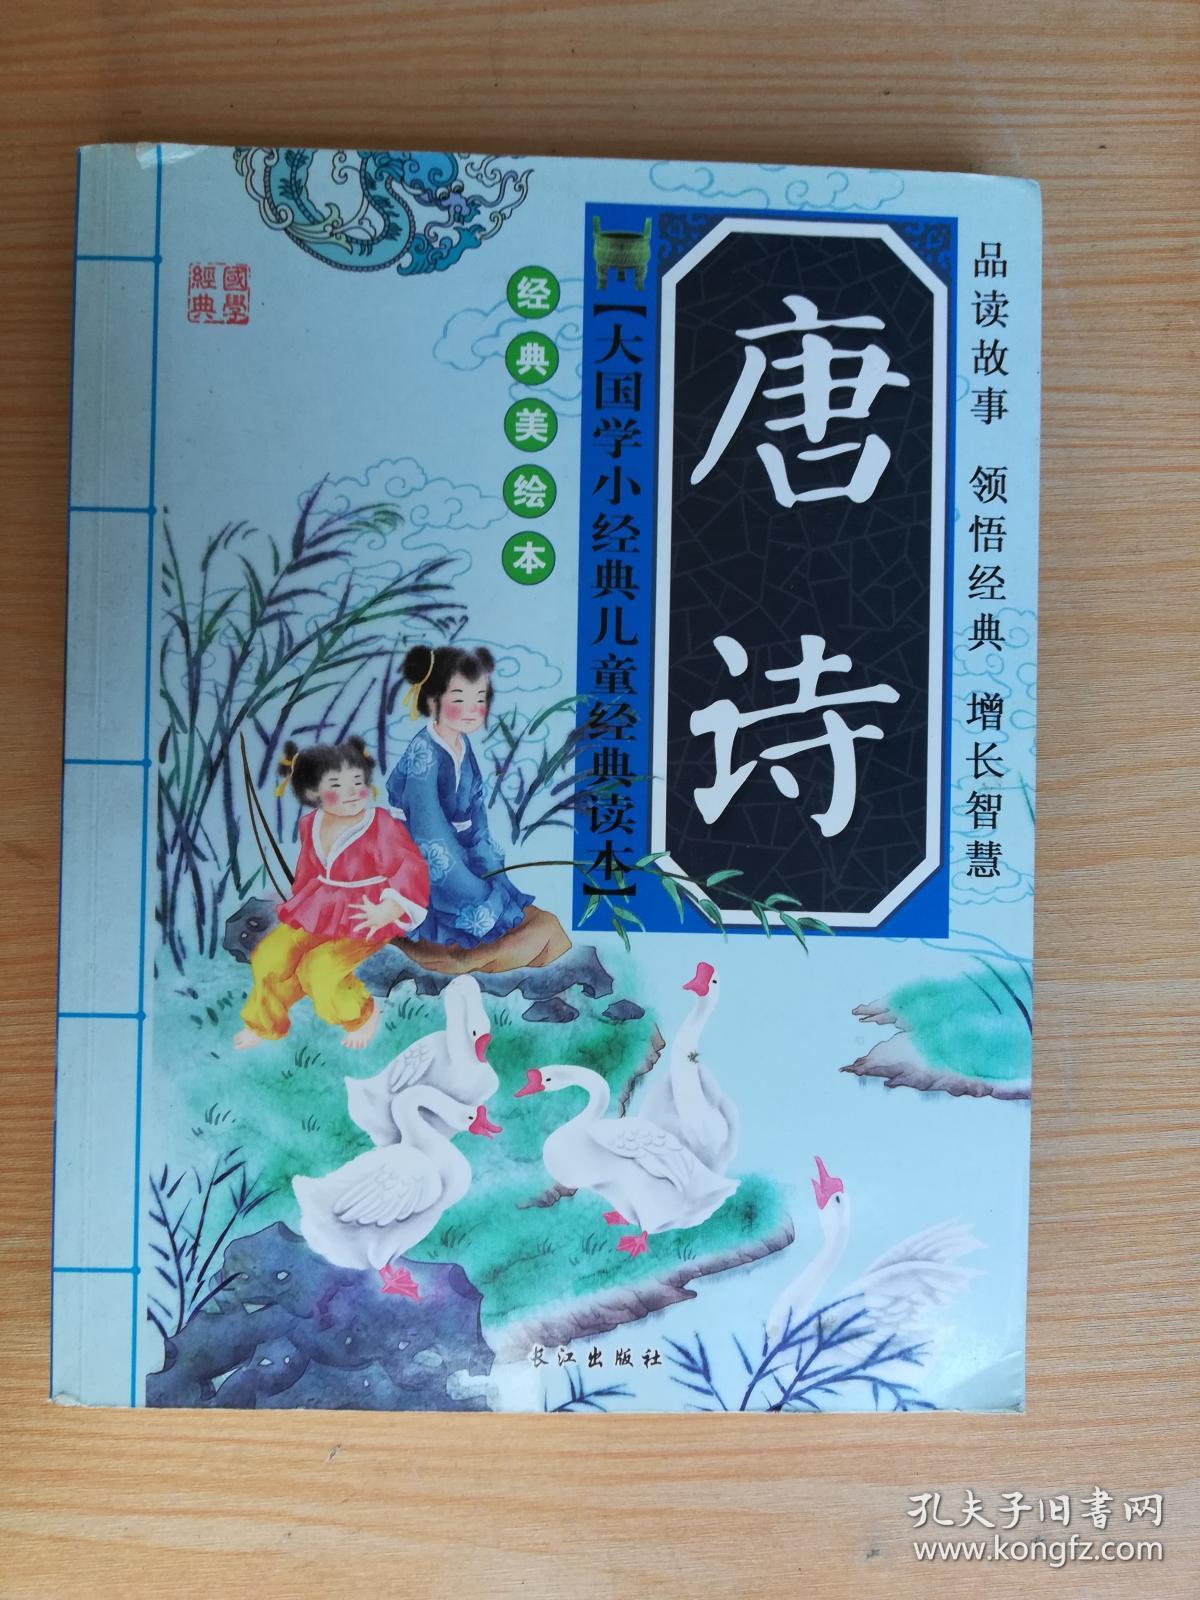 品读故事 领悟经典 增长智慧
唐诗
【大国学小经典儿童经典读本】
经典美绘本
國學
經典
长江出版社
孔夫子旧书网
www.kongfz.com